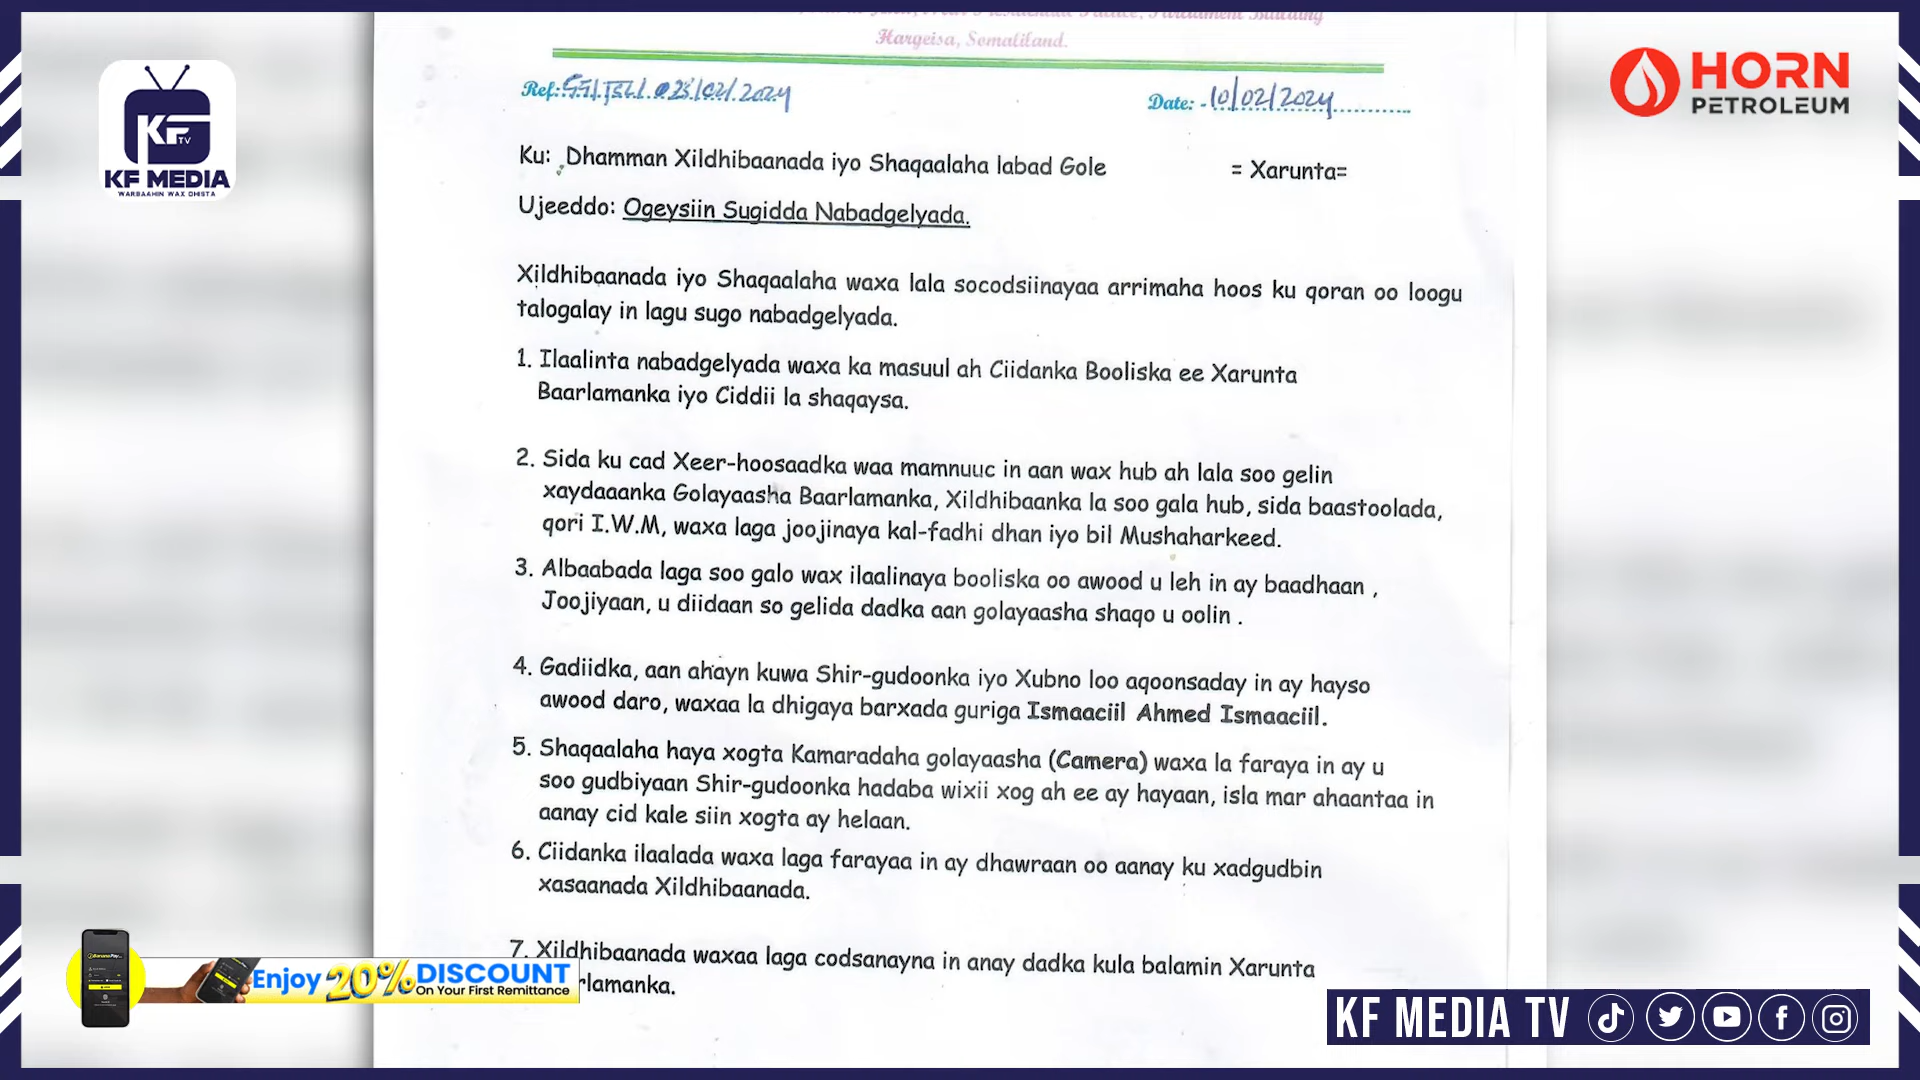 Hargeisa, Somaliland.
Ref: 023/02/2024
Date: - 10/02/2024
Ku: Dhamman Xildhibaanada iyo Shaqaalaha labad Gole = Xarunta=
Ujeeddo: Ogeysiin Sugidda Nabadgelyada.
Xildhibaanada iyo Shaqaalaha waxa lala socodsiinayaa arrimaha hoos ku qoran oo loogu
talogalay in lagu sugo nabadgelyada.
1. Ilaalinta nabadgelyada waxa ka masuul ah Ciidanka Booliska ee Xarunta
Baarlamanka iyo Ciddii la shaqaysa.
2. Sida ku cad Xeer-hoosaadka waa mamnuuc in aan wax hub ah lala soo gelin
xaydaaanka Golayaasha Baarlamanka, Xildhibaanka la soo gala hub, sida baastoolada,
qori I.W.M, waxa laga joojinaya kal-fadhi dhan iyo bil Mushaharkeed.
3. Albaabada laga soo galo wax ilaalinaya booliska oo awood u leh in ay baadhaan ,
Joojiyaan, u diidaan so gelida dadka aan golayaasha shaqo u oolin .
4. Gadiidka, aan ahayn kuwa Shir-gudoonka iyo Xubno loo aqoonsaday in ay hayso
awood daro, waxaa la dhigaya barxada guriga Ismaaciil Ahmed Ismaaciil.
5. Shaqaalaha haya xogta Kamaradaha golayaasha (Camera) waxa la faraya in ay u
soo gudbiyaan Shir-gudoonka hadaba wixii xog ah ee ay hayaan, isla mar ahaantaa in
aanay cid kale siin xogta ay helaan.
6. Ciidanka ilaalada waxa laga farayaa in ay dhawraan oo aanay ku xadgudbin
xasaanada Xildhibaanada.
7. Xildhibaanada waxaa laga codsanayna in anay dadka kula balamin Xarunta
rlamanka.
KF TV
KF MEDIA
WARBAAHIN WAX DHISTA
HORN
PETROLEUM
Enjoy 20% DISCOUNT
On Your First Remittance
KF MEDIA TV